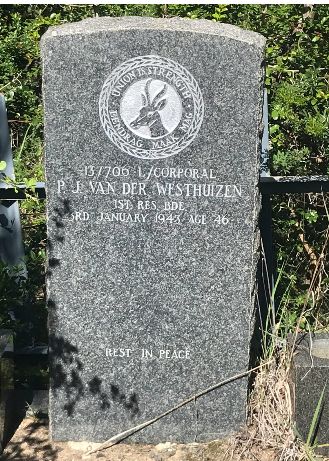 UNION IS STRENGTH
EENDRAG MAAK MAG
137700 L/CORPORAL
P. J. VAN DER WESTHUIZEN
1ST. RES. BDE.
3RD JANUARY 1943. AGE 46
REST IN PEACE